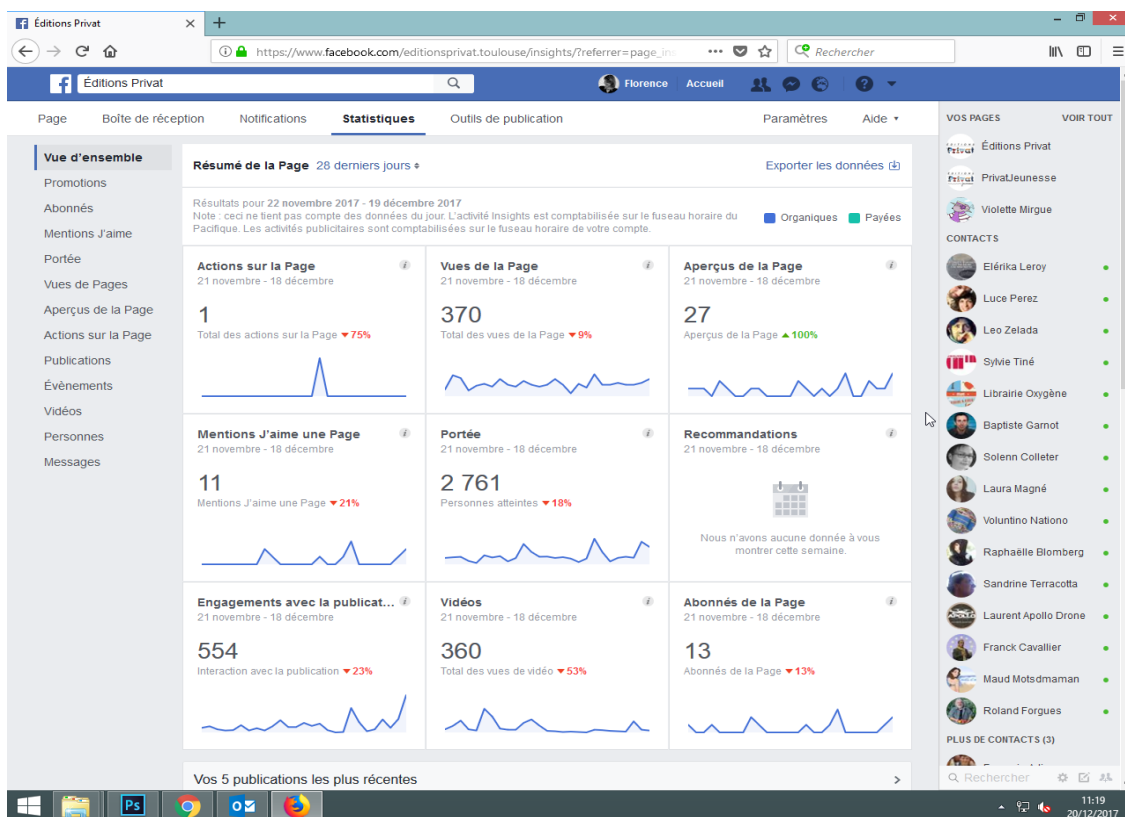 Éditions Privat
https://www.facebook.com/editionsprivat.toulouse/insights/?referrer=page_in
Rechercher
Éditions Privat
Florence
Accueil
Page
Boîte de réception
Notifications
Statistiques
Outils de publication
Paramètres
Aide
Vue d'ensemble
Promotions
Abonnés
Mentions J'aime
Portée
Vues de Pages
Aperçus de la Page
Actions sur la Page
Publications
Évènements
Vidéos
Personnes
Messages
Résumé de la Page 28 derniers jours
Exporter les données
Résultats pour 22 novembre 2017 - 19 décembre 2017
Note : ceci ne tient pas compte des données du jour. L'activité Insights est comptabilisée sur le fuseau horaire du
Pacifique. Les activités publicitaires sont comptabilisées sur le fuseau horaire de votre compte.
Organiques
Payées
Actions sur la Page
21 novembre - 18 décembre
1
Total des actions sur la Page 75%
Vues de la Page
21 novembre - 18 décembre
370
Total des vues de la Page 9%
Aperçus de la Page
21 novembre - 18 décembre
27
Aperçus de la Page 100%
Mentions J'aime une Page
21 novembre - 18 décembre
11
Mentions J'aime une Page 21%
Portée
21 novembre - 18 décembre
2 761
Personnes atteintes 18%
Recommandations
21 novembre - 18 décembre
Nous n'avons aucune donnée à vous
montrer cette semaine.
Engagements avec la publicat...
21 novembre - 18 décembre
554
Interaction avec la publication 23%
Vidéos
21 novembre - 18 décembre
360
Total des vues de vidéo 53%
Abonnés de la Page
21 novembre - 18 décembre
13
Abonnés de la Page 13%
Vos 5 publications les plus récentes
VOS PAGES
VOIR TOUT
Éditions Privat
PrivatJeunesse
Violette Mirgue
CONTACTS
Elérika Leroy
Luce Perez
Leo Zelada
Sylvie Tiné
Librairie Oxygène
Baptiste Garnot
Solenn Colleter
Laura Magné
Voluntino Nationo
Raphaëlle Blomberg
Sandrine Terracotta
Laurent Apollo Drone
Franck Cavallier
Maud Motsdmaman
Roland Forgues
PLUS DE CONTACTS (3)
Rechercher
Ps
11:19
20/12/2017